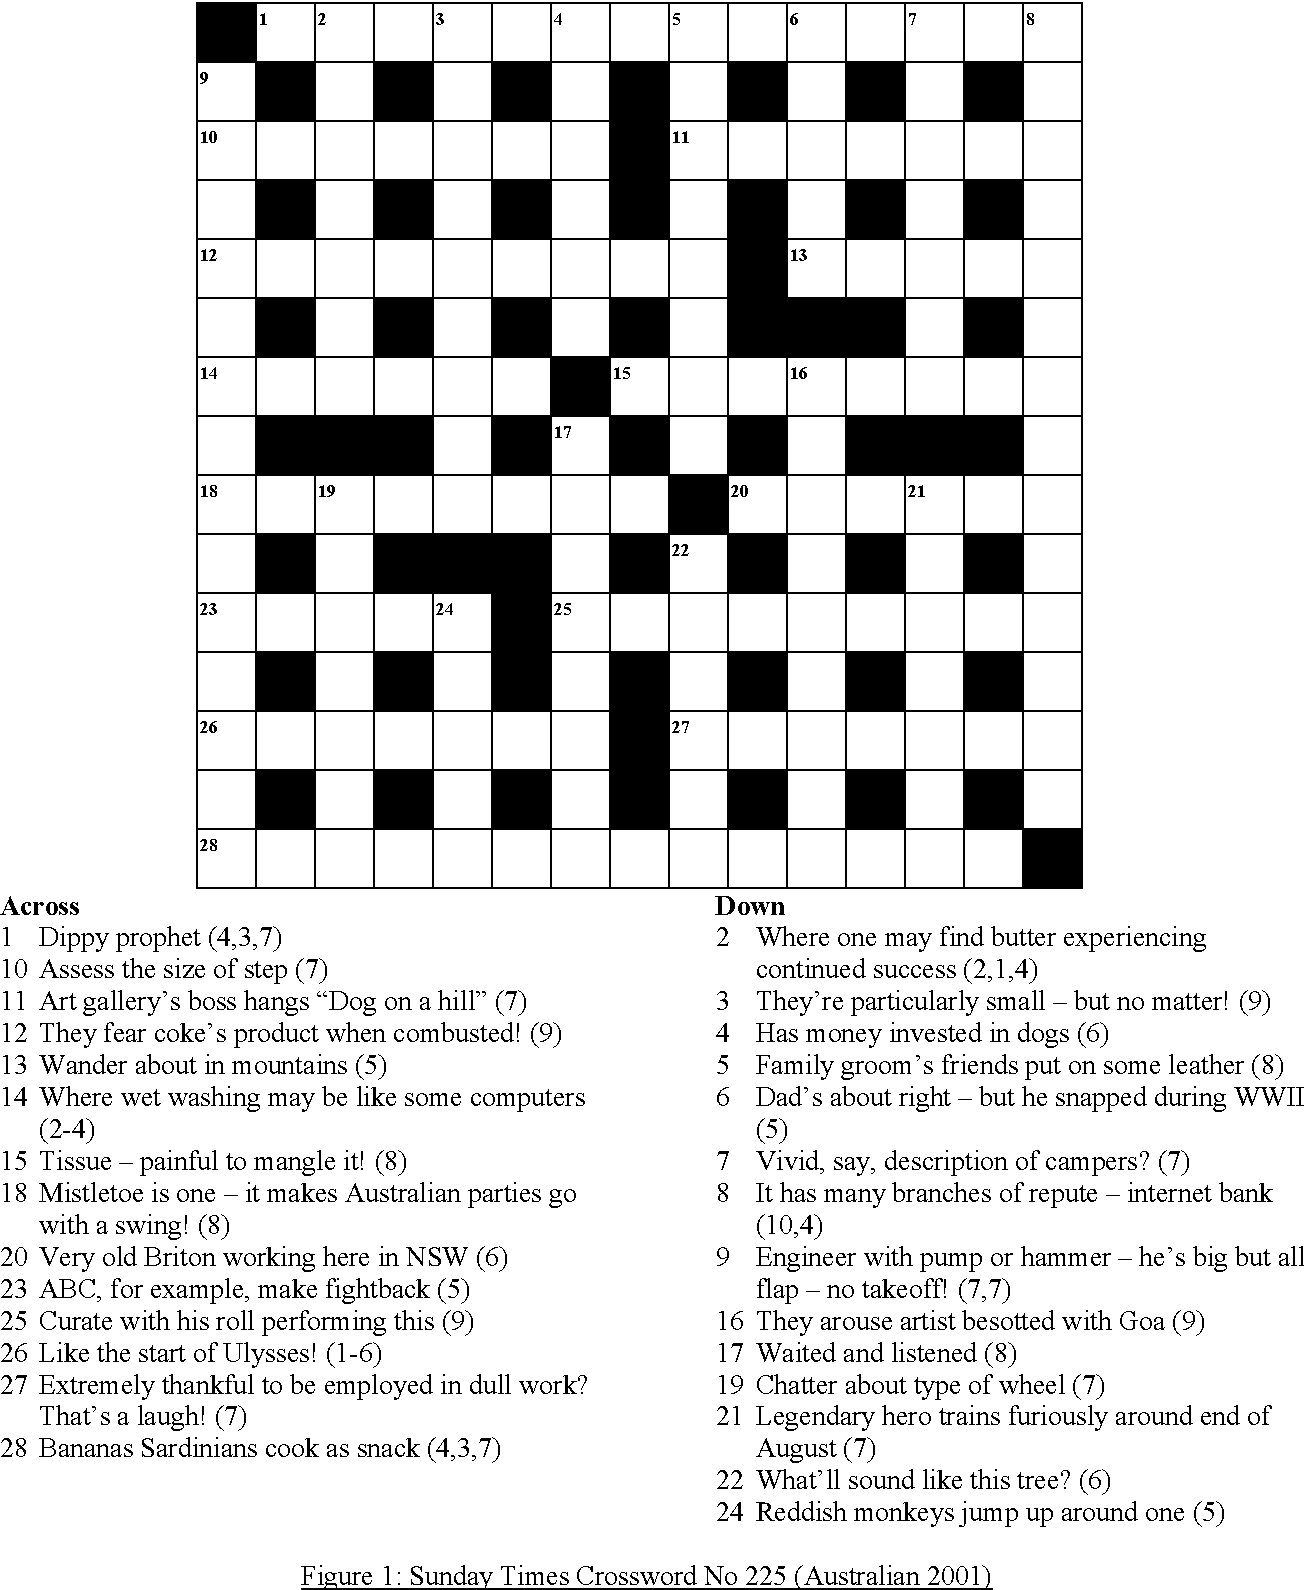 1 2 3 4 5 6 7 8
9
10 11
12 13
14 15 16
17
18 19 20 21
22
23 24 25
26 27
28
Across
1 Dippy prophet (4,3,7)
10 Assess the size of step (7)
11 Art gallery’s boss hangs “Dog on a hill” (7)
12 They fear coke’s product when combusted! (9)
13 Wander about in mountains (5)
14 Where wet washing may be like some computers
(2-4)
15 Tissue – painful to mangle it! (8)
18 Mistletoe is one – it makes Australian parties go
with a swing! (8)
20 Very old Briton working here in NSW (6)
23 ABC, for example, make fightback (5)
25 Curate with his roll performing this (9)
26 Like the start of Ulysses! (1-6)
27 Extremely thankful to be employed in dull work?
That’s a laugh! (7)
28 Bananas Sardinians cook as snack (4,3,7)
Down
2 Where one may find butter experiencing
continued success (2,1,4)
3 They’re particularly small – but no matter! (9)
4 Has money invested in dogs (6)
5 Family groom’s friends put on some leather (8)
6 Dad’s about right – but he snapped during WWII
(5)
7 Vivid, say, description of campers? (7)
8 It has many branches of repute – internet bank
(10,4)
9 Engineer with pump or hammer – he’s big but all
flap – no takeoff! (7,7)
16 They arouse artist besotted with Goa (9)
17 Waited and listened (8)
19 Chatter about type of wheel (7)
21 Legendary hero trains furiously around end of
August (7)
22 What’ll sound like this tree? (6)
24 Reddish monkeys jump up around one (5)
Figure 1: Sunday Times Crossword No 225 (Australian 2001)